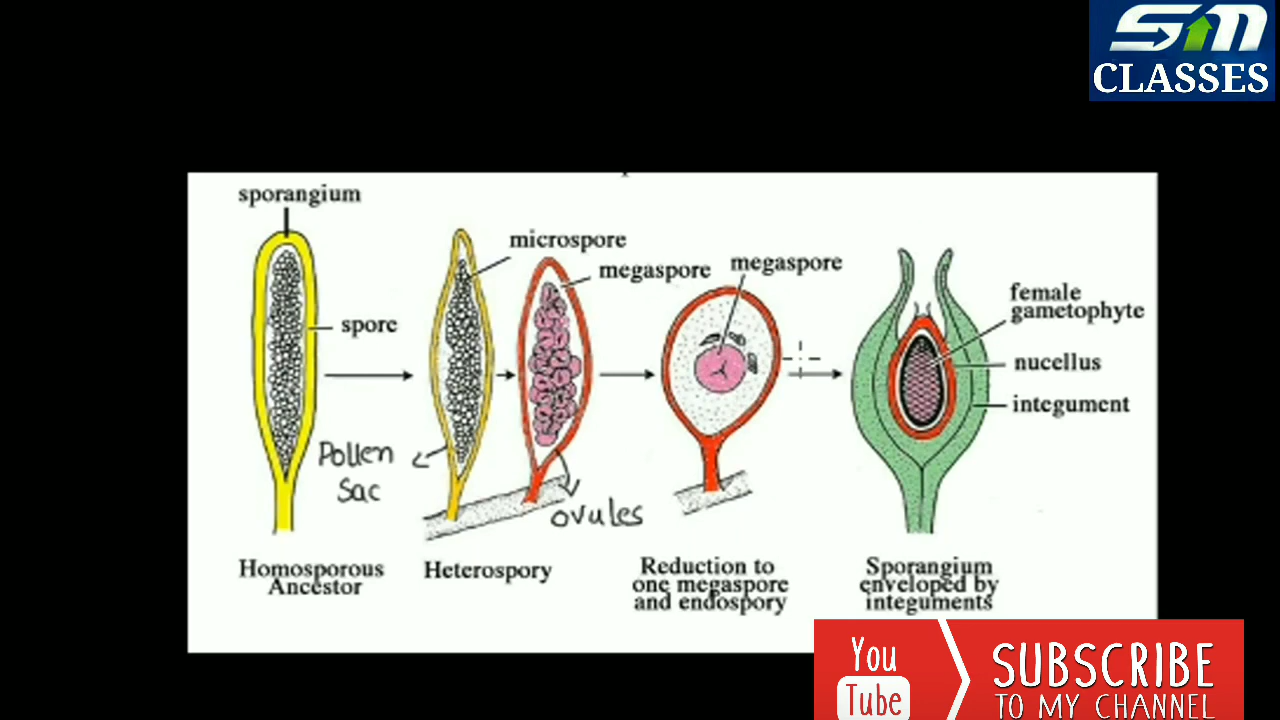 SM
CLASSES
sporangium
microspore
megaspore
megaspore
female
gametophyte
spore
nucellus
integument
Pollen
Sac
ovules
Homosporous
Ancestor
Heterospory
Reduction to
one megaspore
and endospory
Sporangium
enveloped by
integuments
You
Tube
SUBSCRIBE
TO MY CHANNEL